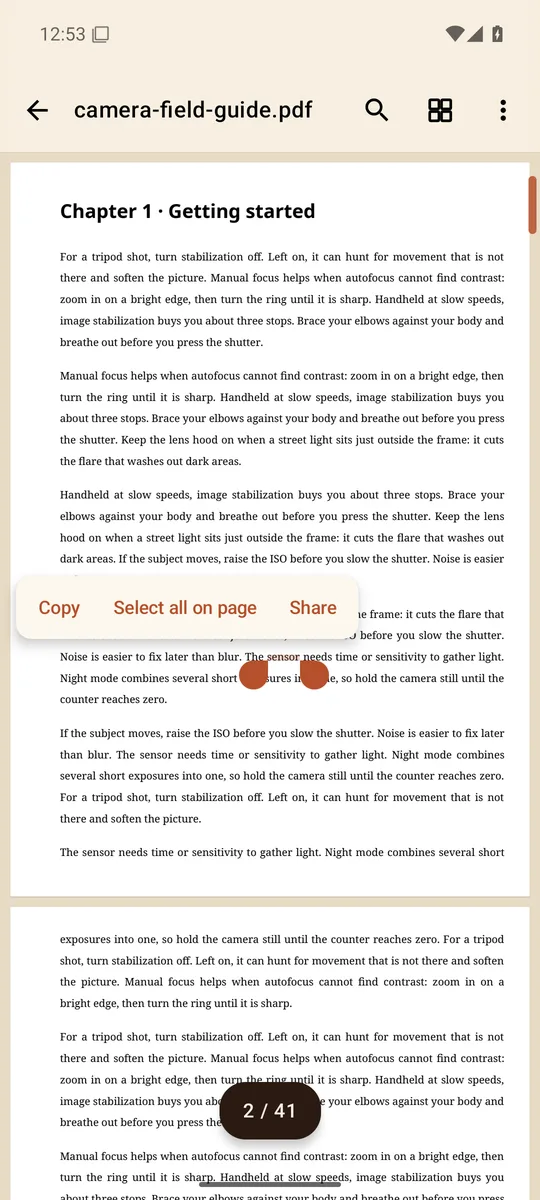 12:53
camera-field-guide.pdf
Chapter 1 · Getting started
For a tripod shot, turn stabilization off. Left on, it can hunt for movement that is not
there and soften the picture. Manual focus helps when autofocus cannot find contrast:
zoom in on a bright edge, then turn the ring until it is sharp. Handheld at slow speeds,
image stabilization buys you about three stops. Brace your elbows against your body and
breathe out before you press the shutter.
Manual focus helps when autofocus cannot find contrast: zoom in on a bright edge, then
turn the ring until it is sharp. Handheld at slow speeds, image stabilization buys you
about three stops. Brace your elbows against your body and breathe out before you press
the shutter. Keep the lens hood on when a street light sits just outside the frame: it cuts
the flare that washes out dark areas.
Handheld at slow speeds, image stabilization buys you about three stops. Brace your
elbows against your body and breathe out before you press the shutter. Keep the lens
hood on when a street light sits just outside the frame: it cuts the flare that washes out
dark areas. If the subject moves, raise the ISO before you slow the shutter. Noise is easier
Copy Select all on page Share
frame: it cuts the flare that
before you slow the shutter.
Noise is easier to fix later than blur. The sensor needs time or sensitivity to gather light.
Night mode combines several short so hold the camera still until the
counter reaches zero.
If the subject moves, raise the ISO before you slow the shutter. Noise is easier to fix later
than blur. The sensor needs time or sensitivity to gather light. Night mode combines
several short exposures into one, so hold the camera still until the counter reaches zero.
For a tripod shot, turn stabilization off. Left on, it can hunt for movement that is not
there and soften the picture.
The sensor needs time or sensitivity to gather light. Night mode combines several short
exposures into one, so hold the camera still until the counter reaches zero. For a tripod
shot, turn stabilization off. Left on, it can hunt for movement that is not there and soften
the picture. Manual focus helps when autofocus cannot find contrast: zoom in on a
bright edge, then turn the ring until it is sharp.
For a tripod shot, turn stabilization off. Left on, it can hunt for movement that is not
there and soften the picture. Manual focus helps when autofocus cannot find contrast:
zoom in on a bright edge, then turn the ring until it is sharp. Handheld at slow speeds,
image stabilization buys you your elbows against your body and
breathe out before you press the
2 / 41
Manual focus helps when autofocus cannot find contrast: zoom in on a bright edge, then
turn the ring until it is sharp. Handheld at slow speeds, image stabilization buys you
about three stops. Brace your elbows against your body and breathe out before you press